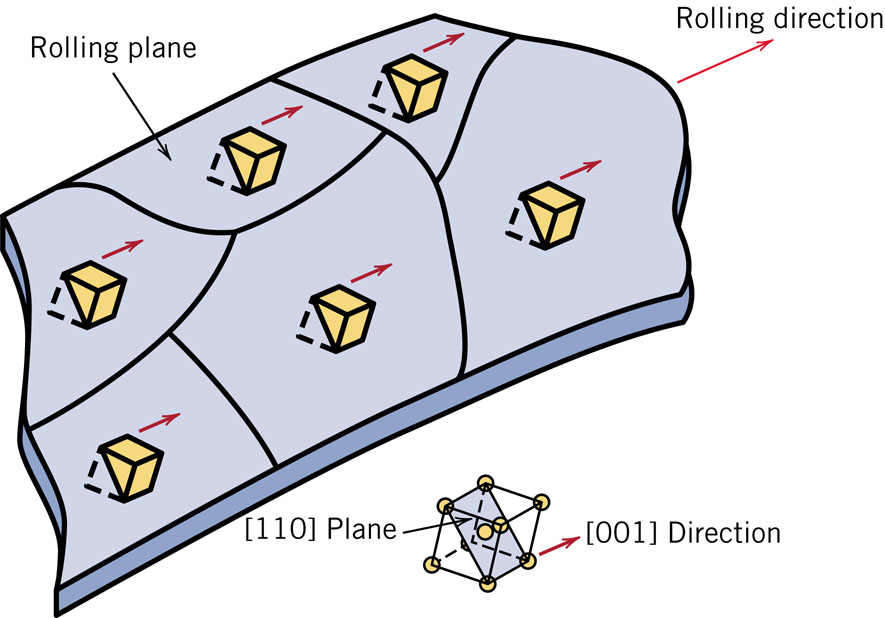 Rolling direction
Rolling plane
[110] Plane
[001] Direction